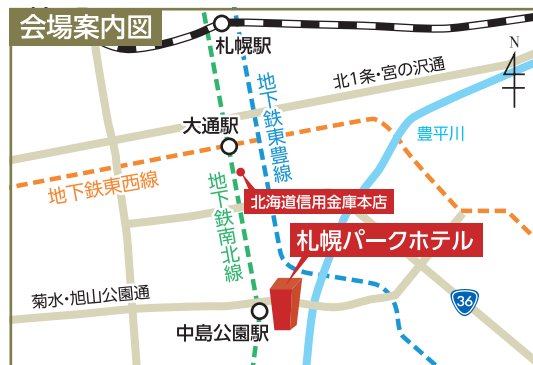 会場案内図
札幌駅
N
北1条・宮の沢通
地下鉄東豊線
大通駅
豊平川
地下鉄東西線
地下鉄南北線
北海道信用金庫本店
札幌パークホテル
菊水・旭山公園通
36
中島公園駅